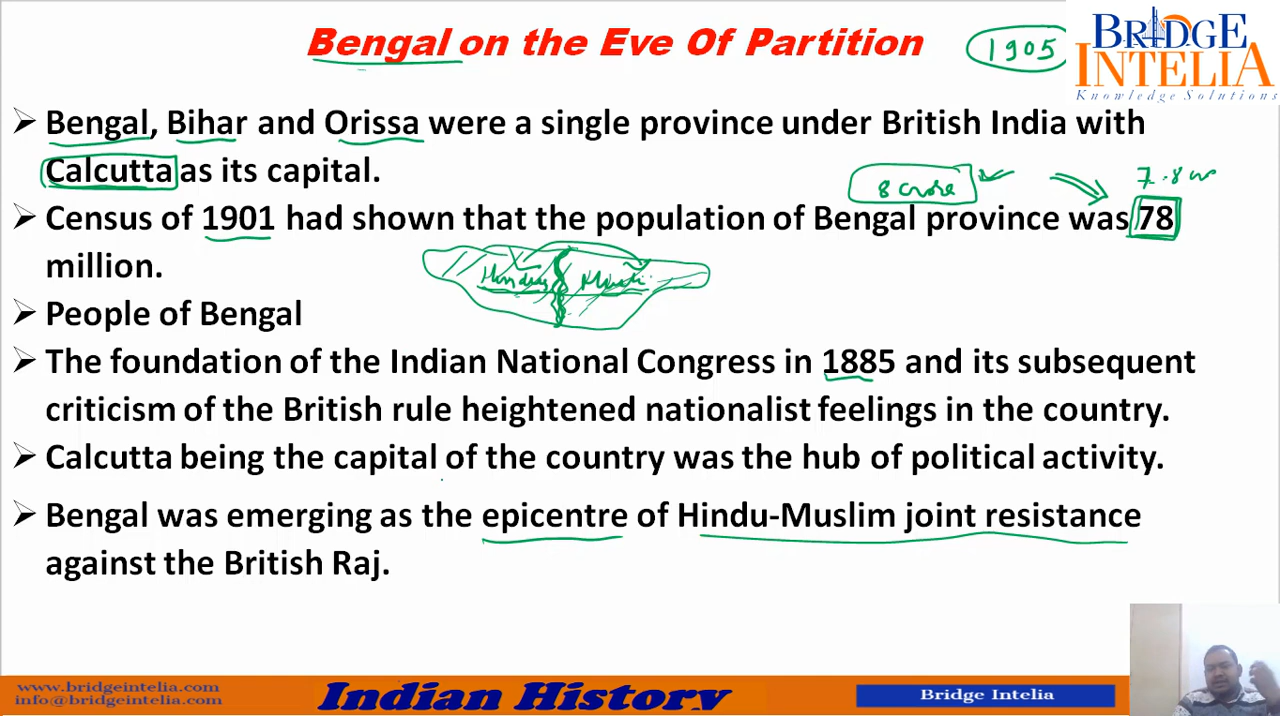 Bengal on the Eve Of Partition
1905
BRIDGE
INTELIA
Knowledge Solutions
➢ Bengal, Bihar and Orissa were a single province under British India with
Calcutta as its capital.
8 crore
7.8 cr
➢ Census of 1901 had shown that the population of Bengal province was 78
million.
Hindus
➢ People of Bengal
➢ The foundation of the Indian National Congress in 1885 and its subsequent
criticism of the British rule heightened nationalist feelings in the country.
➢ Calcutta being the capital of the country was the hub of political activity.
➢ Bengal was emerging as the epicentre of Hindu-Muslim joint resistance
against the British Raj.
www.bridgeintelia.com
info@bridgeintelia.com
Indian History
Bridge Intelia